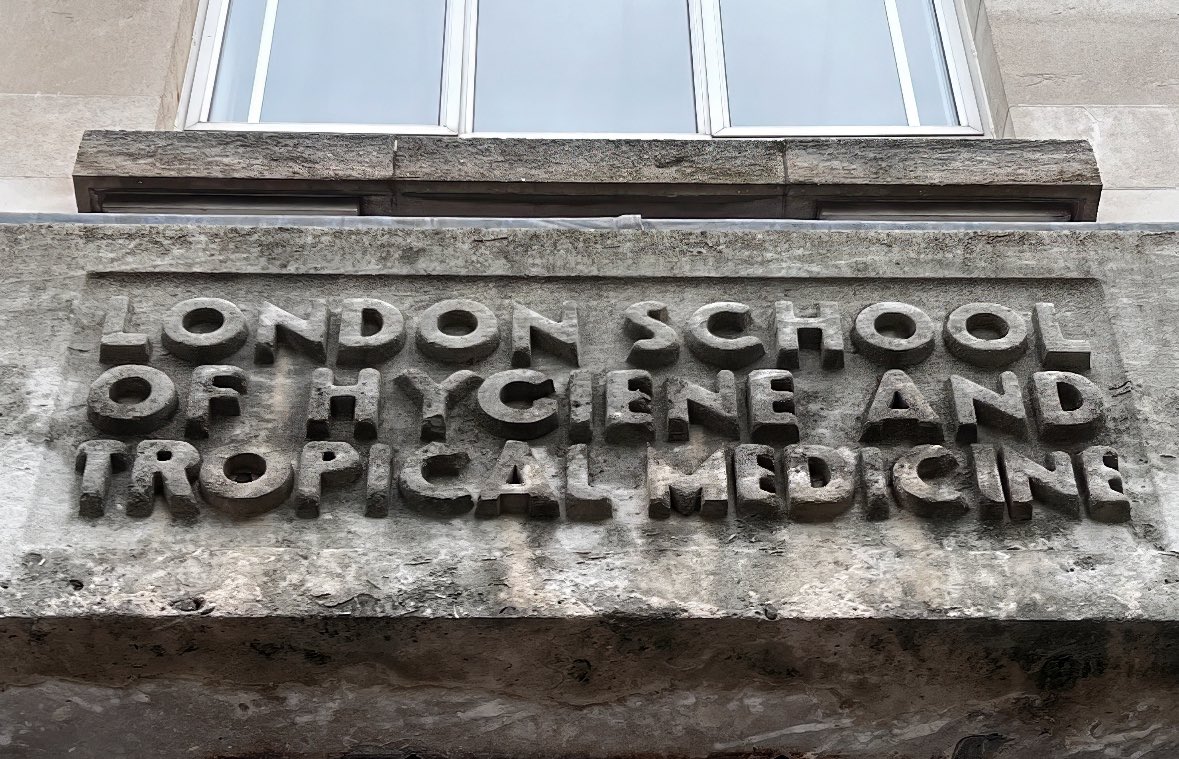 LONDON SCHOOL
OF HYGIENE AND
TROPICAL MEDICINE